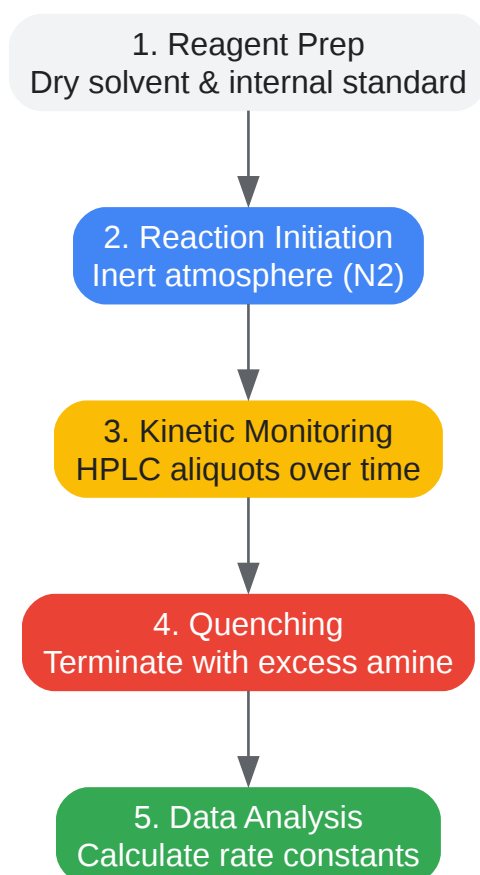 1. Reagent Prep
Dry solvent & internal standard
2. Reaction Initiation
Inert atmosphere (N2)
3. Kinetic Monitoring
HPLC aliquots over time
4. Quenching
Terminate with excess amine
5. Data Analysis
Calculate rate constants